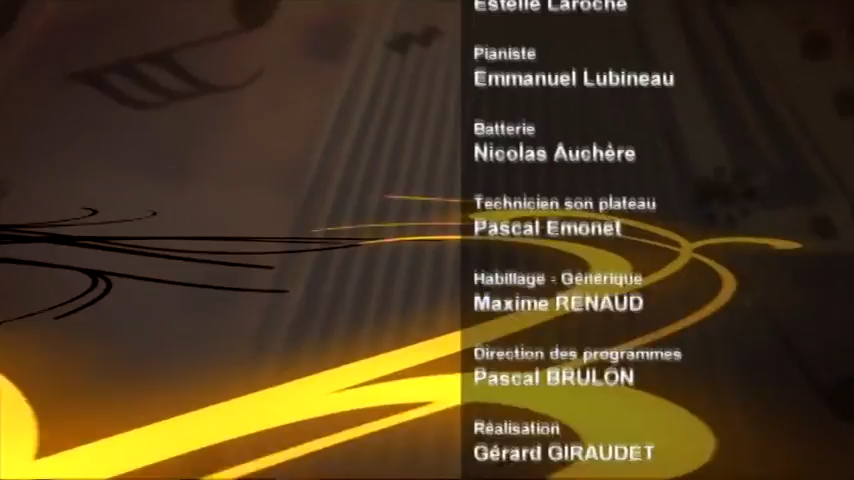 Estelle Laroche
Pianiste
Emmanuel Lubineau
Batterie
Nicolas Auchère
Technicien son plateau
Pascal Emonet
Habillage - Générique
Maxime RENAUD
Direction des programmes
Pascal BRULON
Réalisation
Gérard GIRAUDET